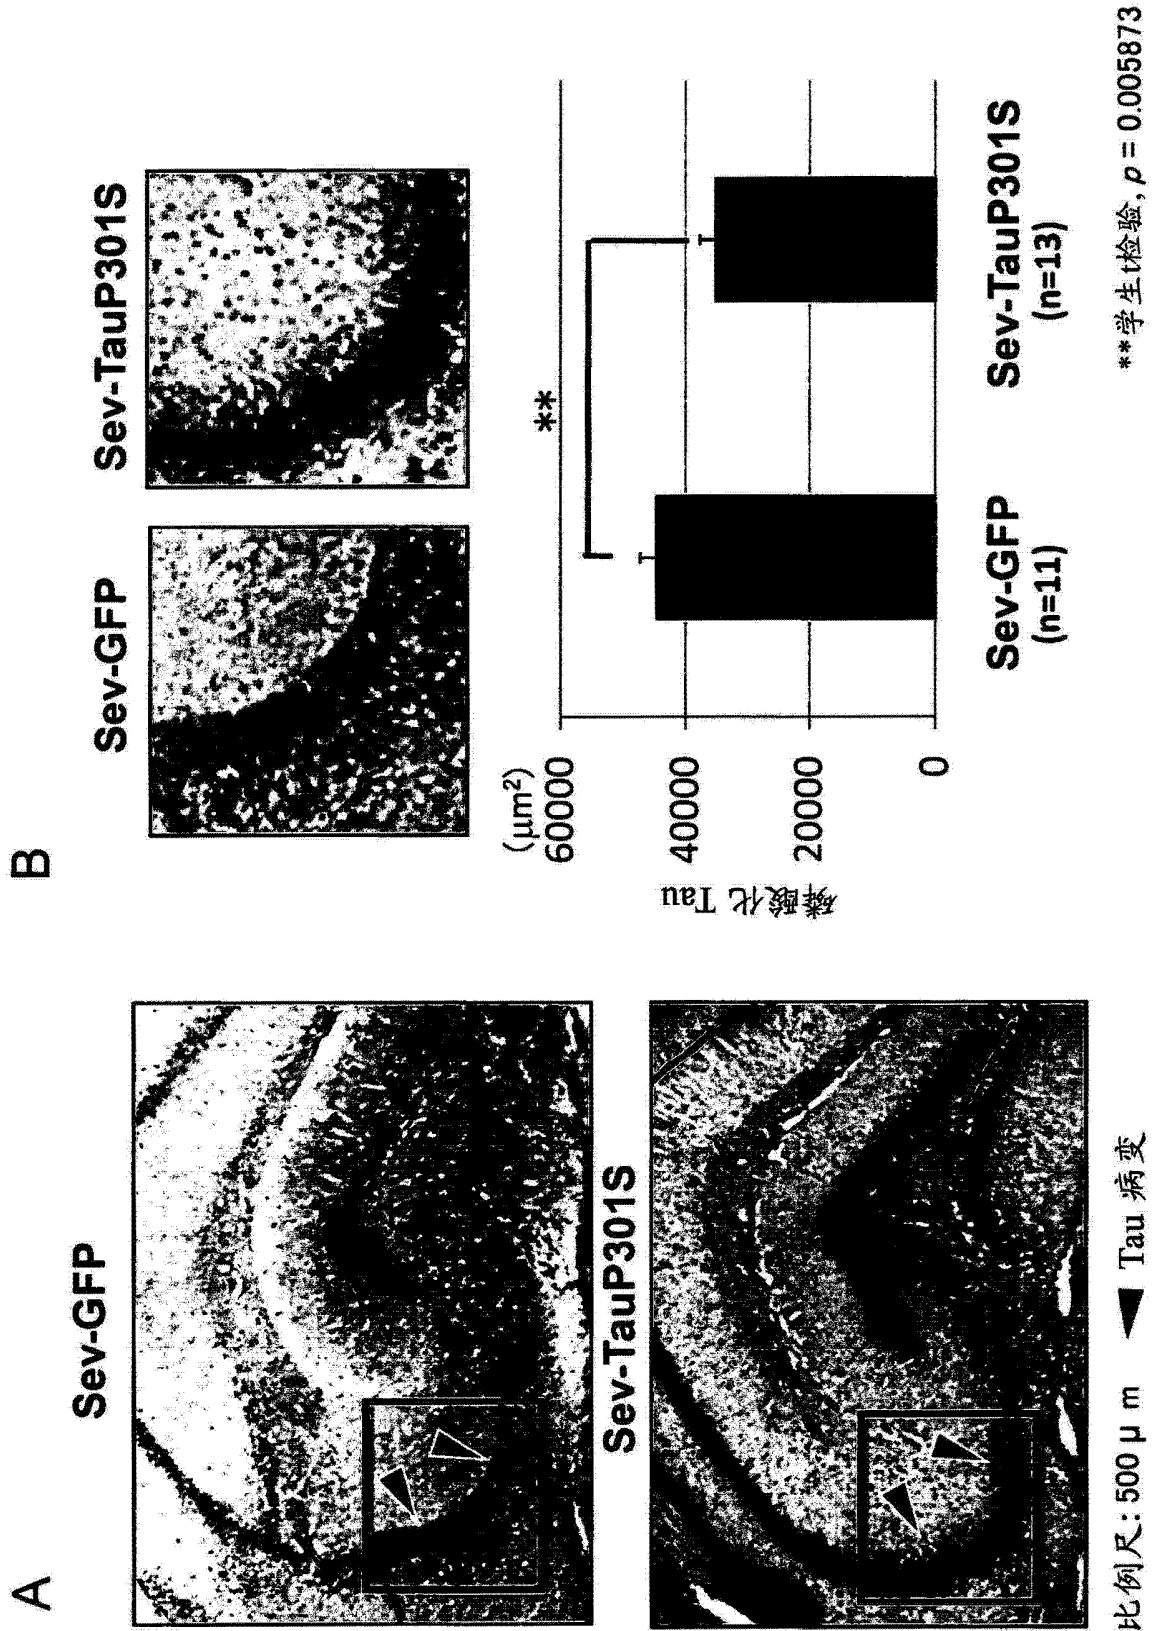 A
Sev-GFP
Sev-TauP301S
比例尺: 500 μ m
Tau 病变
B
Sev-GFP
Sev-TauP301S
(μm²)
60000
40000
20000
0
磷酸化 Tau
**
Sev-GFP
(n=11)
Sev-TauP301S
(n=13)
**学生t检验, p = 0.005873